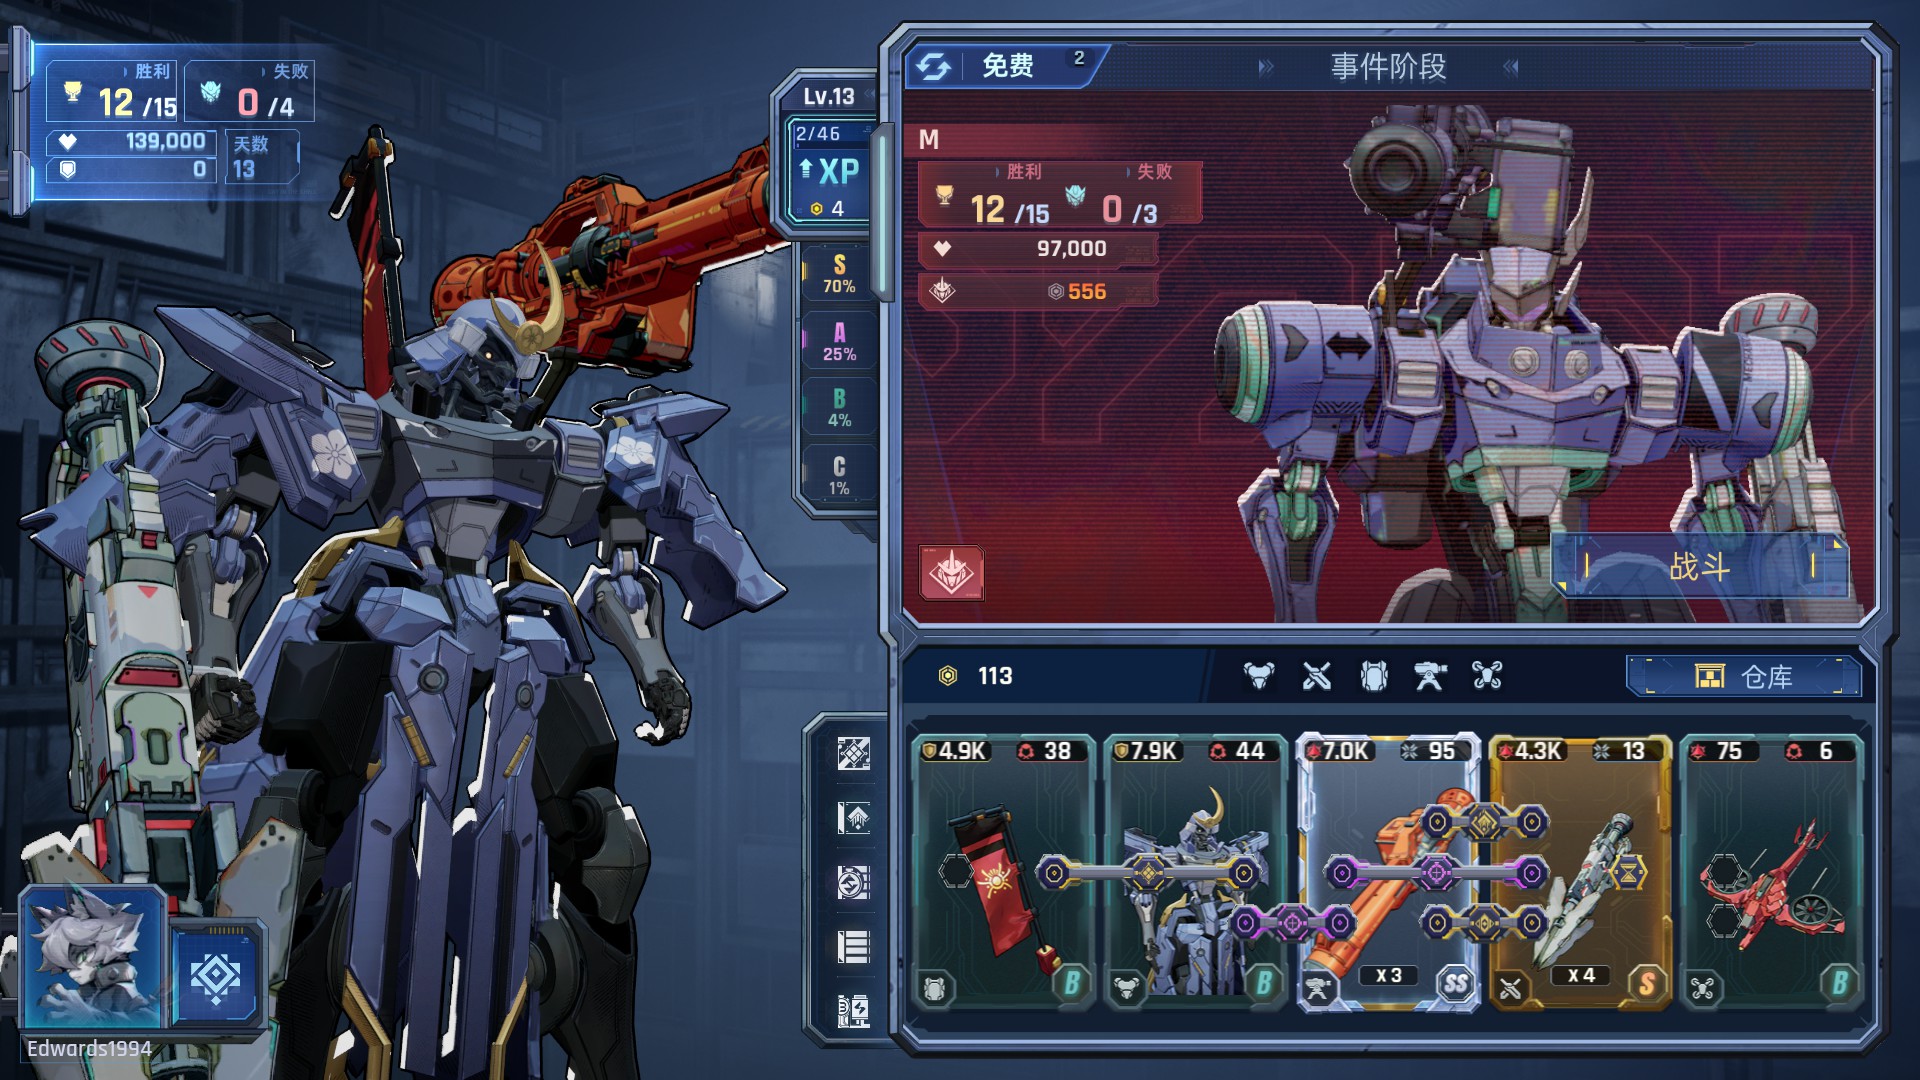 胜利 失败
12 /15 0 /4
139,000 天数
0 13
Lv.13
2/46
XP
4
S
70%
A
25%
B
4%
C
1%
免费 2
事件阶段
M
胜利 失败
12 /15 0 /3
97,000
556
战斗
113
仓库
4.9K 38 7.9K 44 7.0K 95 4.3K 13 75 6
x3 x4
B B SS S B
Edwards1994